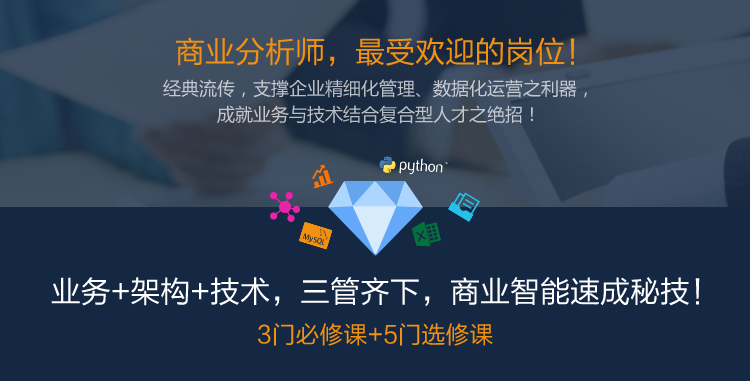 商业分析师，最受欢迎的岗位！
经典流传，支撑企业精细化管理、数据化运营之利器，
成就业务与技术结合复合型人才之绝招！
python
MySQL
业务+架构+技术，三管齐下，商业智能速成秘技！
3门必修课+5门选修课